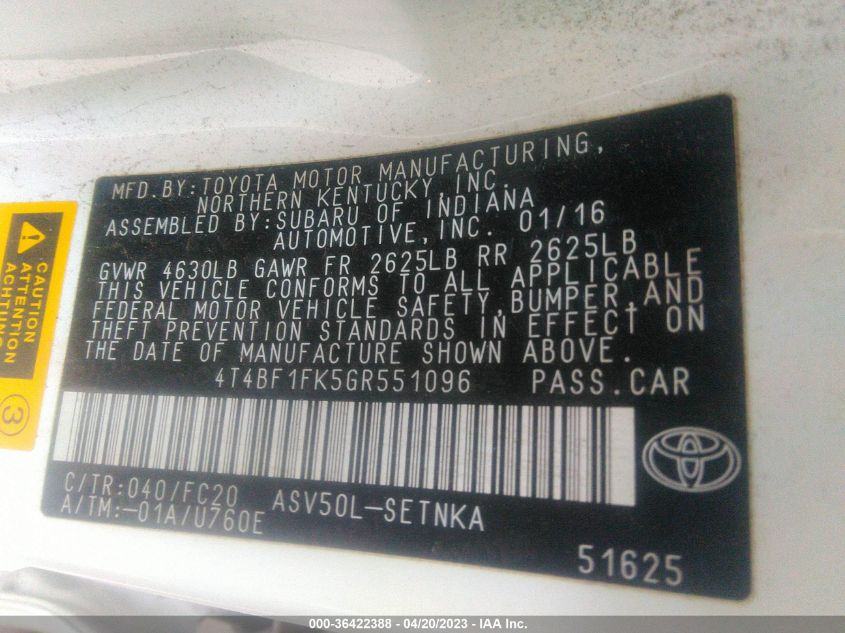 MFD.BY:TOYOTA MOTOR MANUFACTURING,
NORTHERN KENTUCKY,INC.
ASSEMBLED BY:SUBARU OF INDIANA
AUTOMOTIVE,INC. 01/16
GVWR 4630LB GAWR FR 2625LB RR 2625LB
THIS VEHICLE CONFORMS TO ALL APPLICABLE
FEDERAL MOTOR VEHICLE SAFETY,BUMPER,AND
THEFT PREVENTION STANDARDS IN EFFECT ON
THE DATE OF MANUFACTURE SHOWN ABOVE.
4T4BF1FK5GR551096 PASS.CAR
C/TR:040/FC20 ASV50L-SETNKA
A/TM:-01A/U760E
51625
CAUTION
ATTENTION
ACHTUNG
3
000-36422388 - 04/20/2023 - IAA Inc.